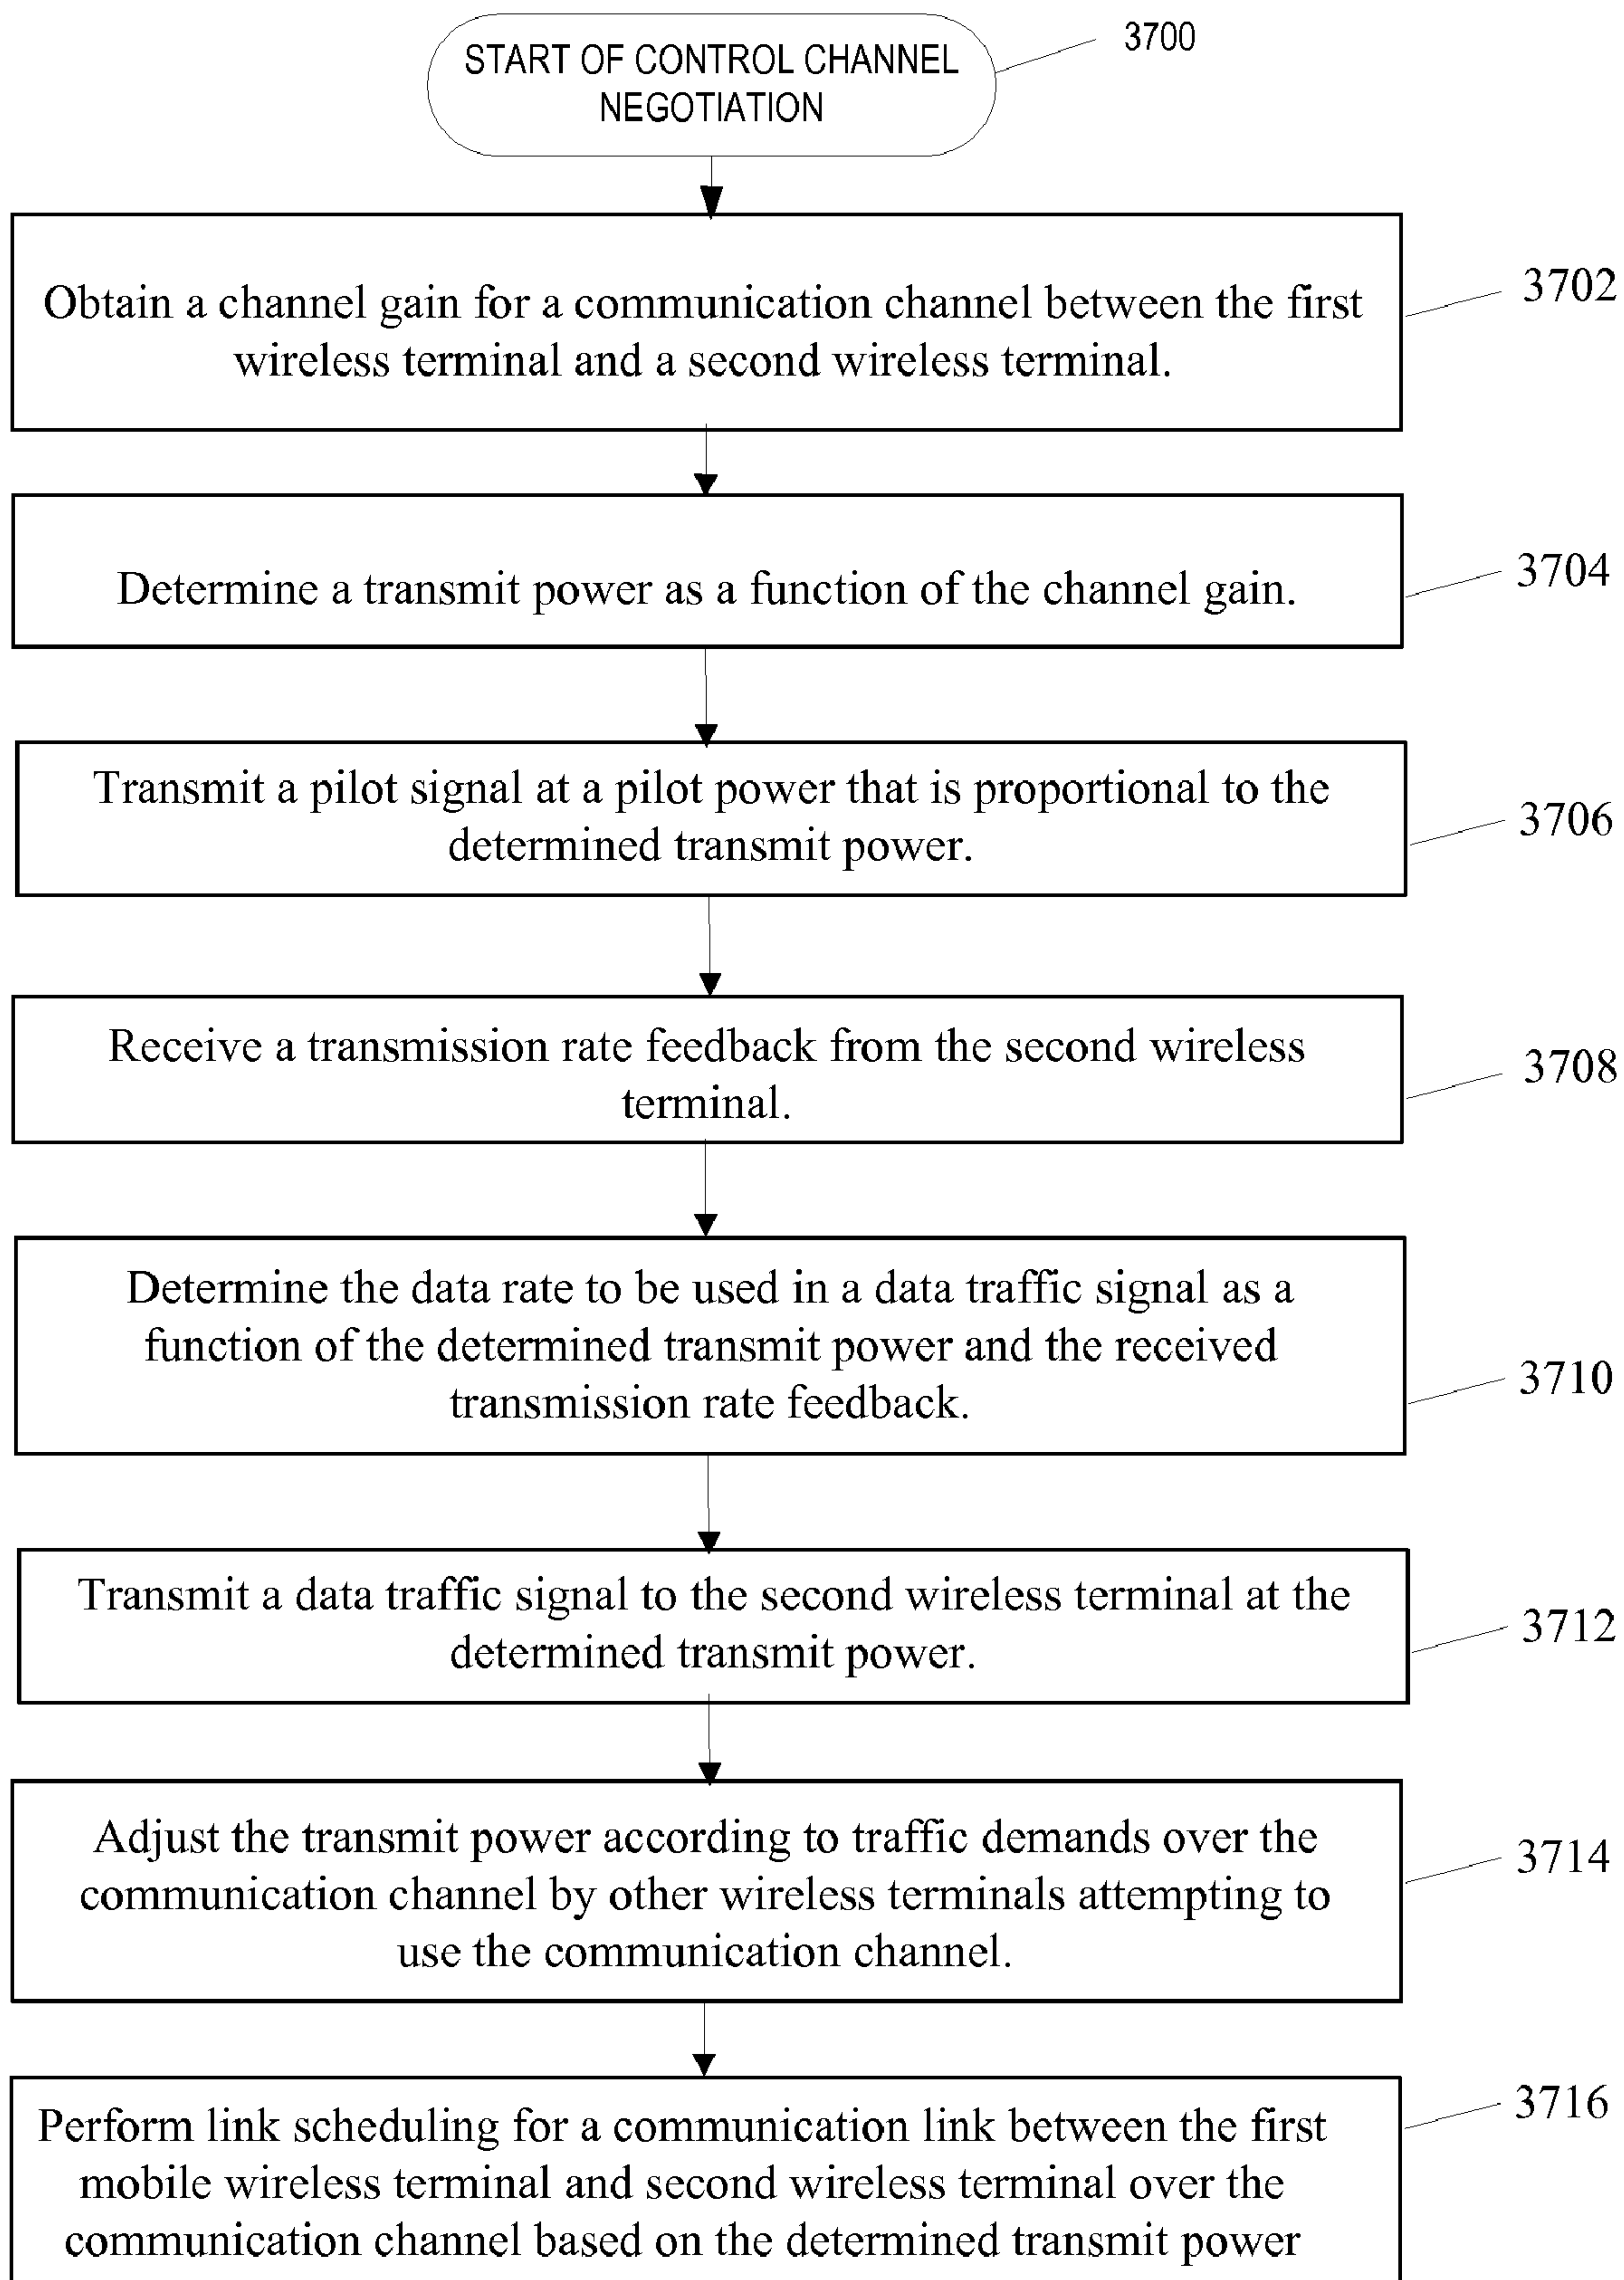 START OF CONTROL CHANNEL
NEGOTIATION
3700
Obtain a channel gain for a communication channel between the first
wireless terminal and a second wireless terminal.
3702
Determine a transmit power as a function of the channel gain.
3704
Transmit a pilot signal at a pilot power that is proportional to the
determined transmit power.
3706
Receive a transmission rate feedback from the second wireless
terminal.
3708
Determine the data rate to be used in a data traffic signal as a
function of the determined transmit power and the received
transmission rate feedback.
3710
Transmit a data traffic signal to the second wireless terminal at the
determined transmit power.
3712
Adjust the transmit power according to traffic demands over the
communication channel by other wireless terminals attempting to
use the communication channel.
3714
Perform link scheduling for a communication link between the first
mobile wireless terminal and second wireless terminal over the
communication channel based on the determined transmit power
3716